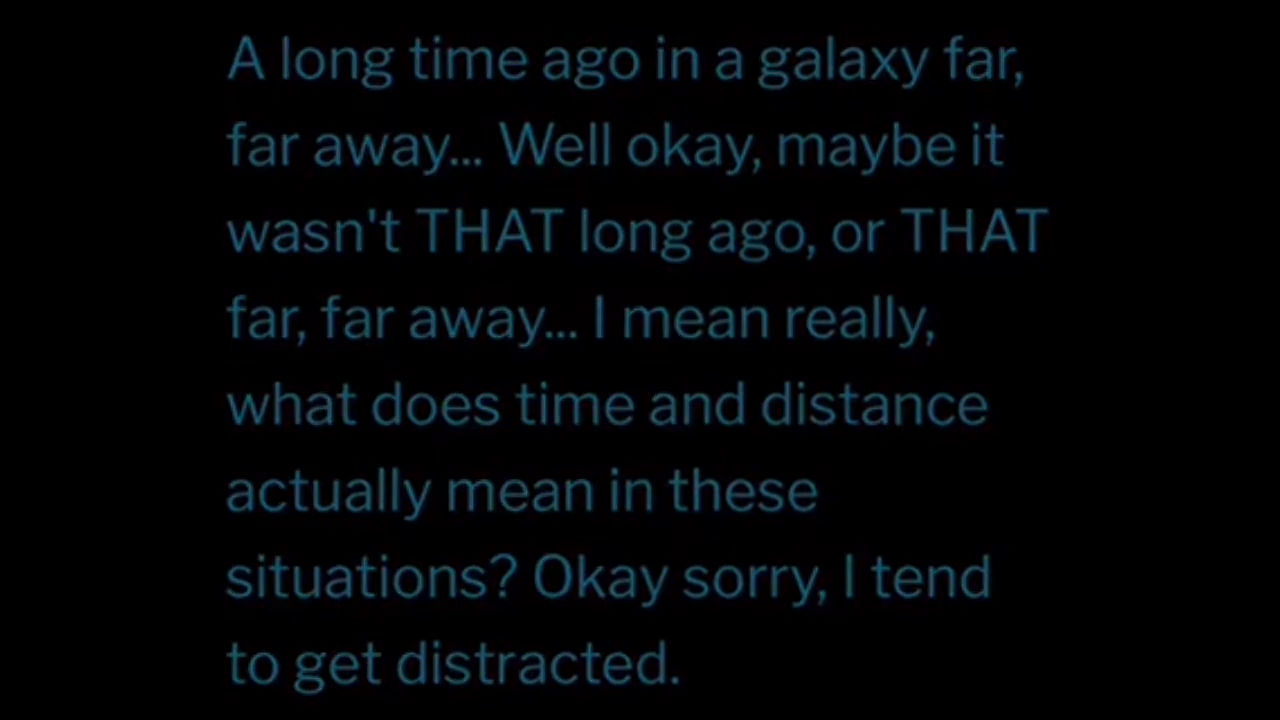 A long time ago in a galaxy far,
far away... Well okay, maybe it
wasn't THAT long ago, or THAT
far, far away... I mean really,
what does time and distance
actually mean in these
situations? Okay sorry, I tend
to get distracted.